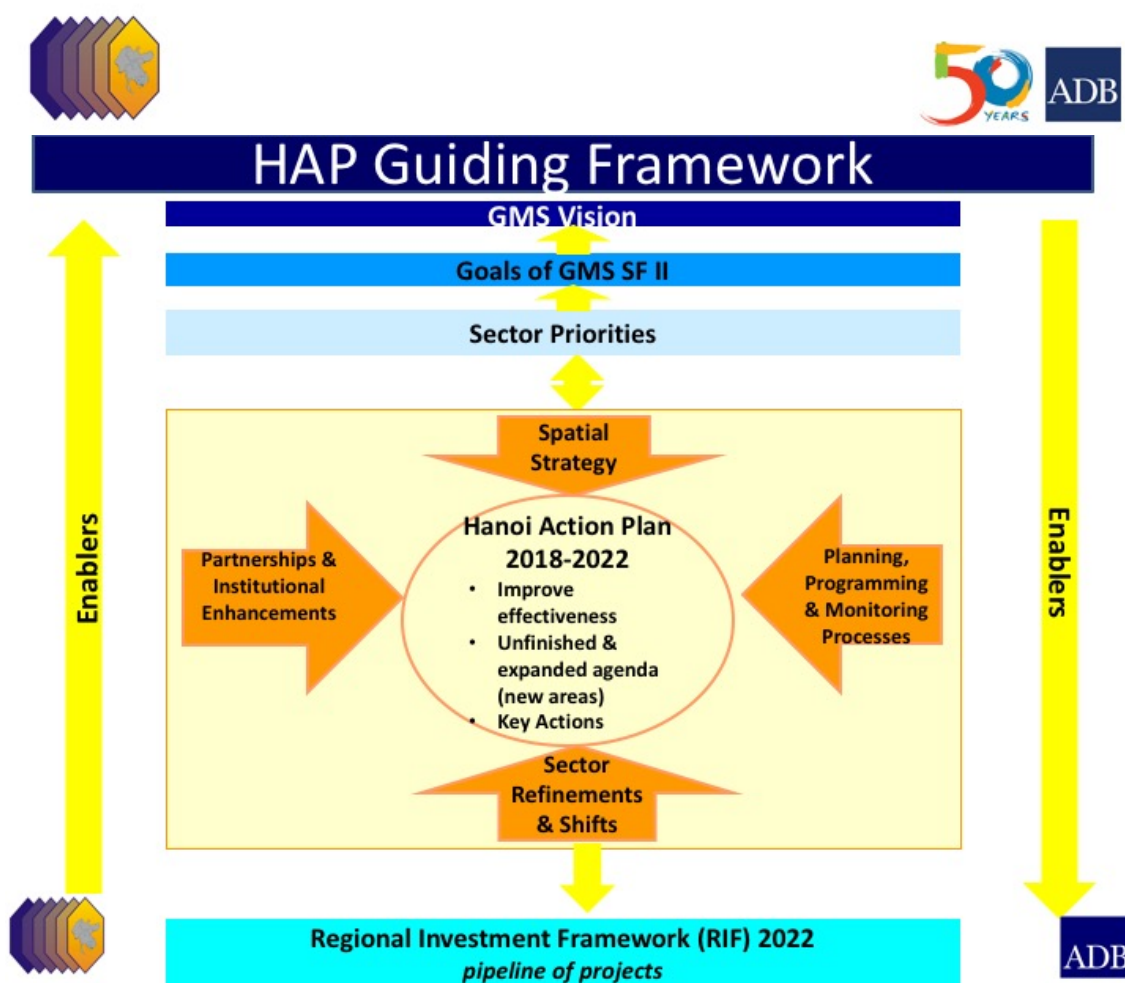 50
YEARS
ADB
HAP Guiding Framework
GMS Vision
Goals of GMS SF II
Sector Priorities
Spatial
Strategy
Enablers
Partnerships &
Institutional
Enhancements
Hanoi Action Plan
2018-2022
• Improve
effectiveness
• Unfinished &
expanded agenda
(new areas)
• Key Actions
Planning,
Programming
& Monitoring
Processes
Enablers
Sector
Refinements
& Shifts
Regional Investment Framework (RIF) 2022
pipeline of projects
ADB